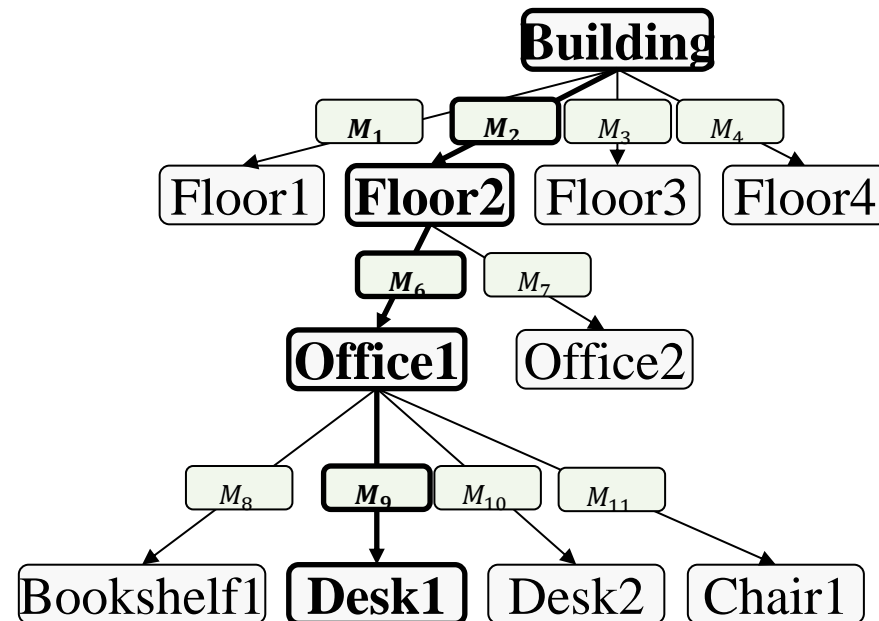 Building
M₁ M₂ M₃ M₄
Floor1 Floor2 Floor3 Floor4
M₆ M₇
Office1 Office2
M₈ M₉ M₁₀ M₁₁
Bookshelf1 Desk1 Desk2 Chair1